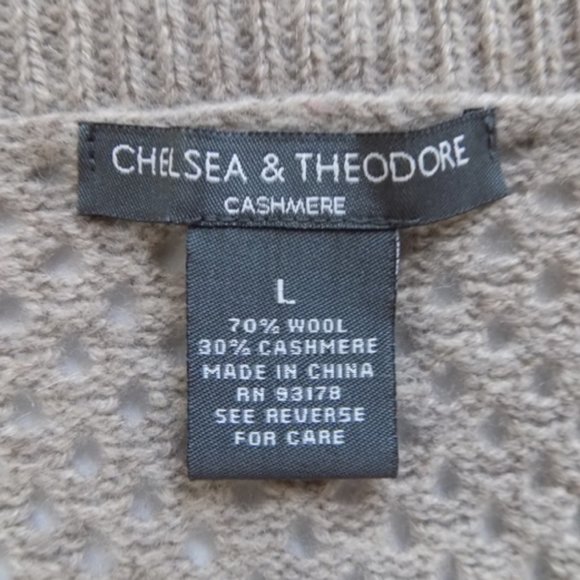 CHELSEA & THEODORE
CASHMERE
L
70% WOOL
30% CASHMERE
MADE IN CHINA
RN 93178
SEE REVERSE
FOR CARE